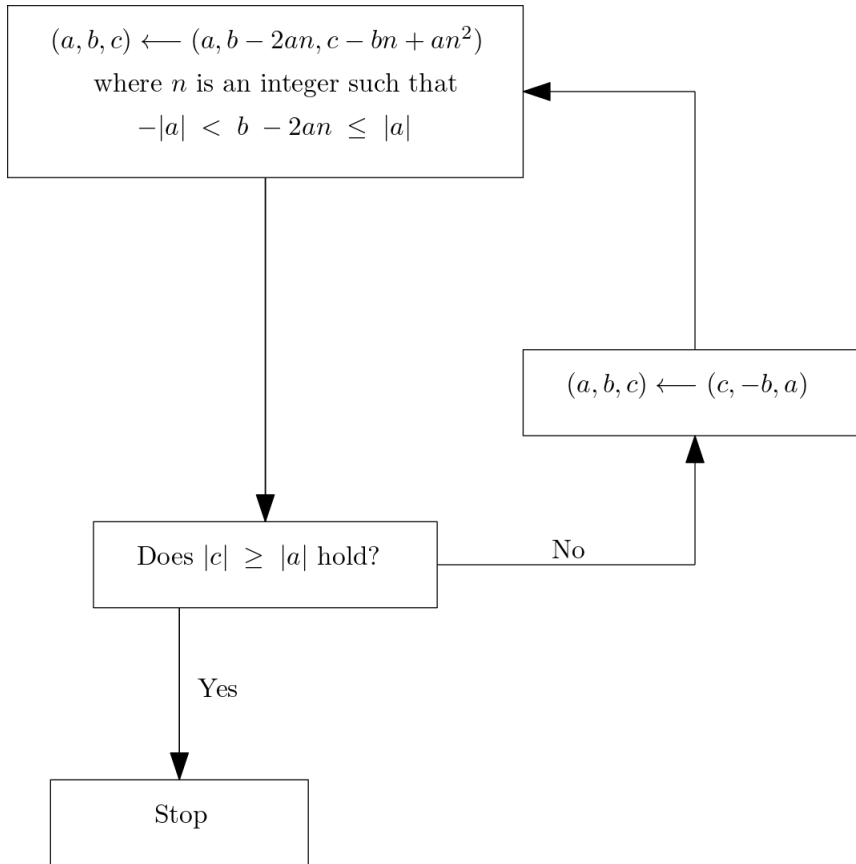 (a, b, c) ⟵ (a, b − 2an, c − bn + an²)
where n is an integer such that
−|a| < b − 2an ≤ |a|
(a, b, c) ⟵ (c, −b, a)
Does |c| ≥ |a| hold?
No
Yes
Stop